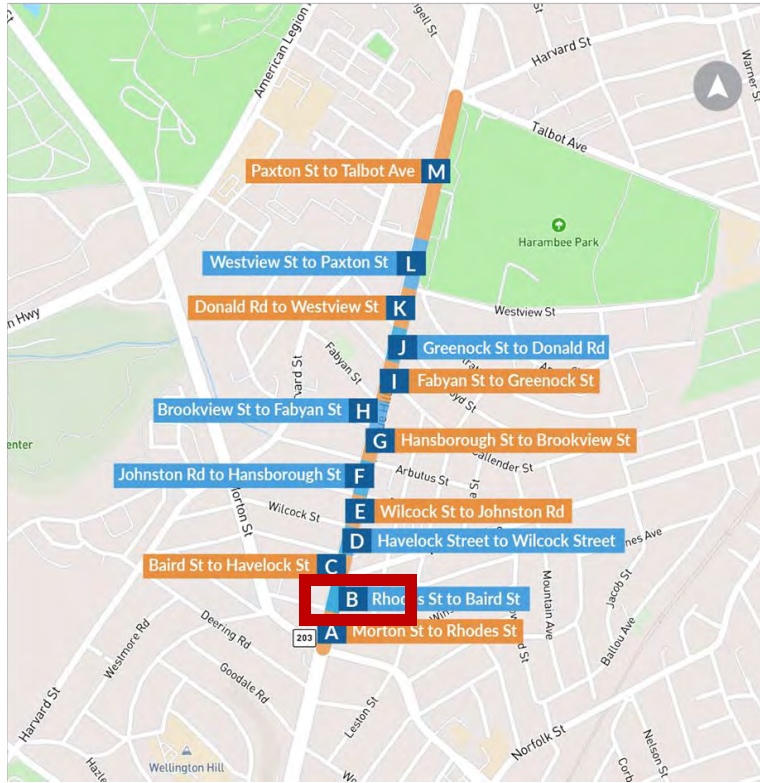 American Legion
Harvard St
Warner St
Talbot Ave
Paxton St to Talbot Ave M
Harambee Park
Westview St to Paxton St L
Donald Rd to Westview St K
Westview St
n Hwy
J Greenock St to Donald Rd
Fabyan St
I Fabyan St to Greenock St
Brookview St to Fabyan St H
G Hansborough St to Brookview St
enter
Callender St
Johnston Rd to Hansborough St F
Arbutus St
Morton St
Wilcock St
E Wilcock St to Johnston Rd
D Havelock Street to Wilcock Street
Baird St to Havelock St C
B Rhodes St to Baird St
Mountain Ave
Jacob St
Ballou Ave
203
A Morton St to Rhodes St
Deering Rd
Westmore Rd
Goodale Rd
Leston St
Harvard St
Norfolk St
Nelson St
Wellington Hill